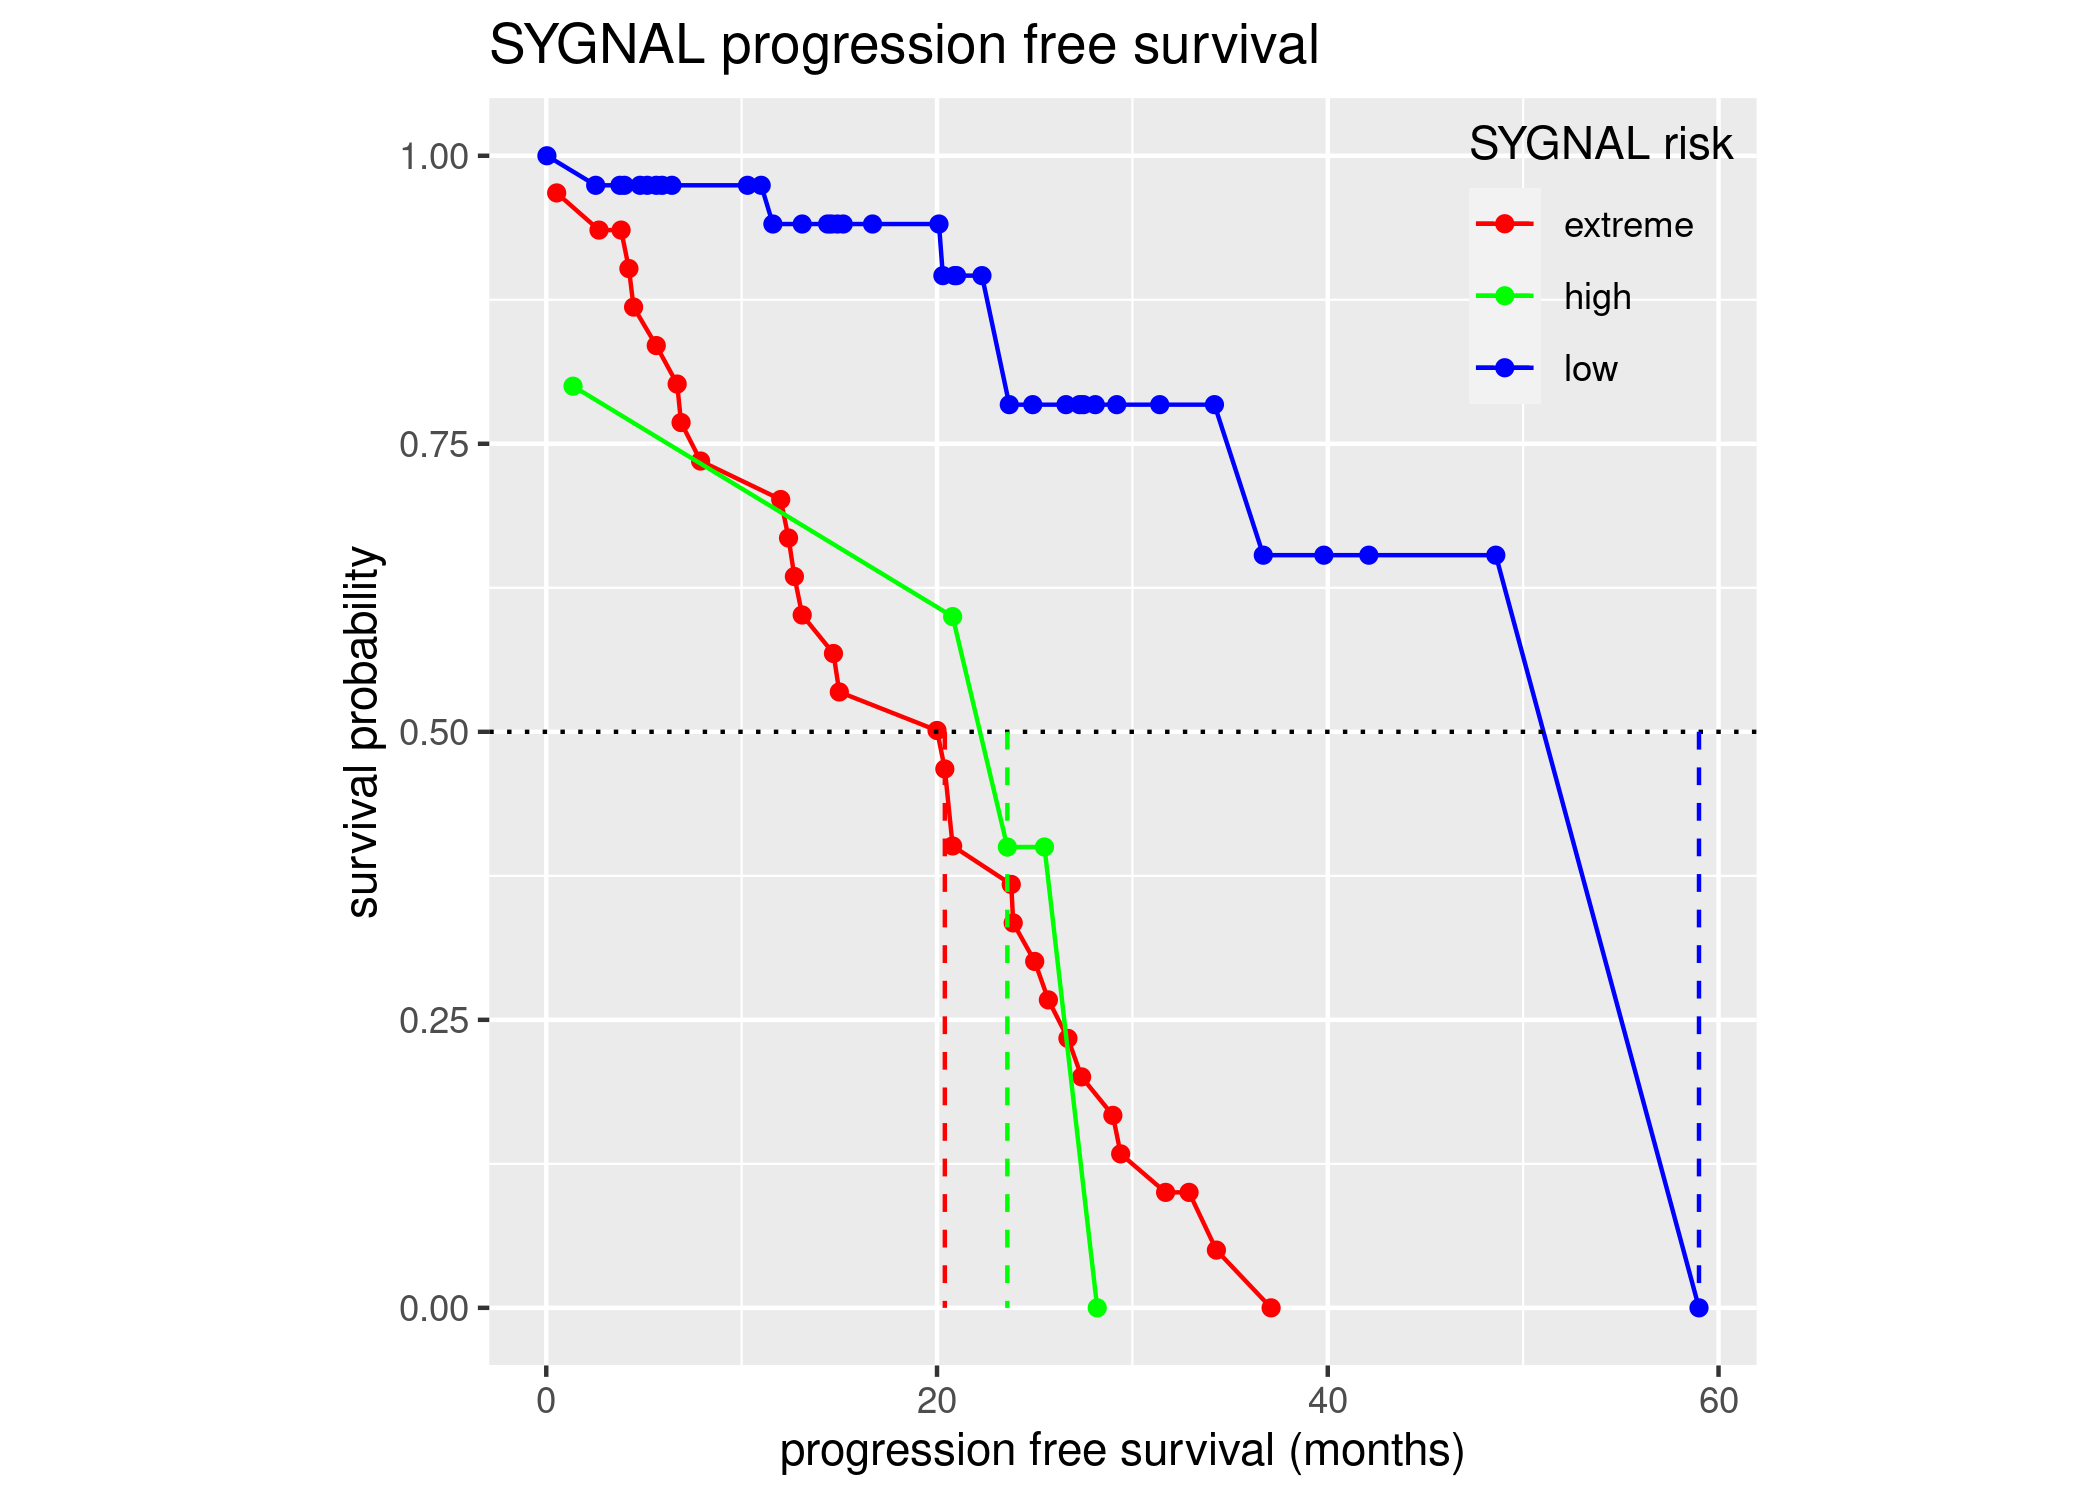 SYGNAL progression free survival
SYGNAL risk
extreme
high
low
survival probability
1.00
0.75
0.50
0.25
0.00
0
20
40
60
progression free survival (months)